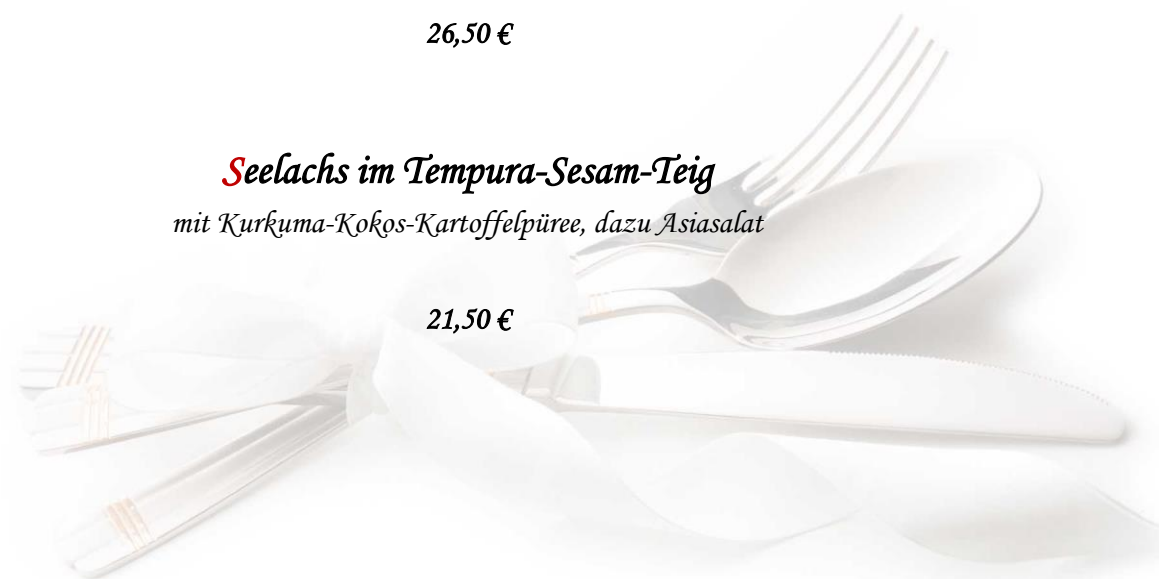 26,50 €
Seelachs im Tempura-Sesam-Teig
mit Kurkuma-Kokos-Kartoffelpüree, dazu Asiasalat
21,50 €